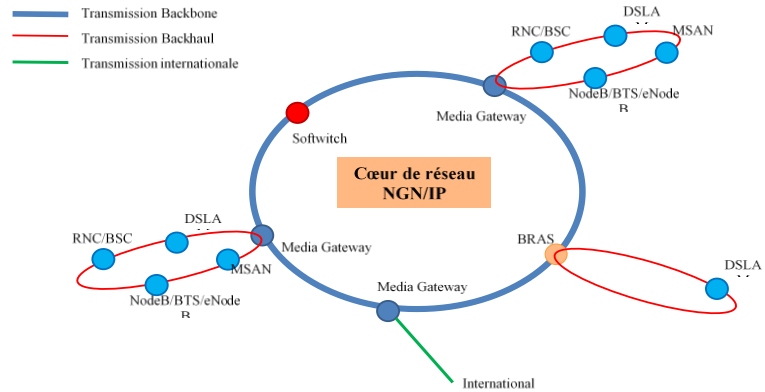 Transmission Backbone
Transmission Backhaul
Transmission internationale
DSLA
RNC/BSC
MSAN
NodeB/BTS/eNode
B
Media Gateway
Softwitch
Cœur de réseau
NGN/IP
DSLA
RNC/BSC
MSAN
NodeB/BTS/eNode
B
Media Gateway
BRAS
DSLA
Media Gateway
International